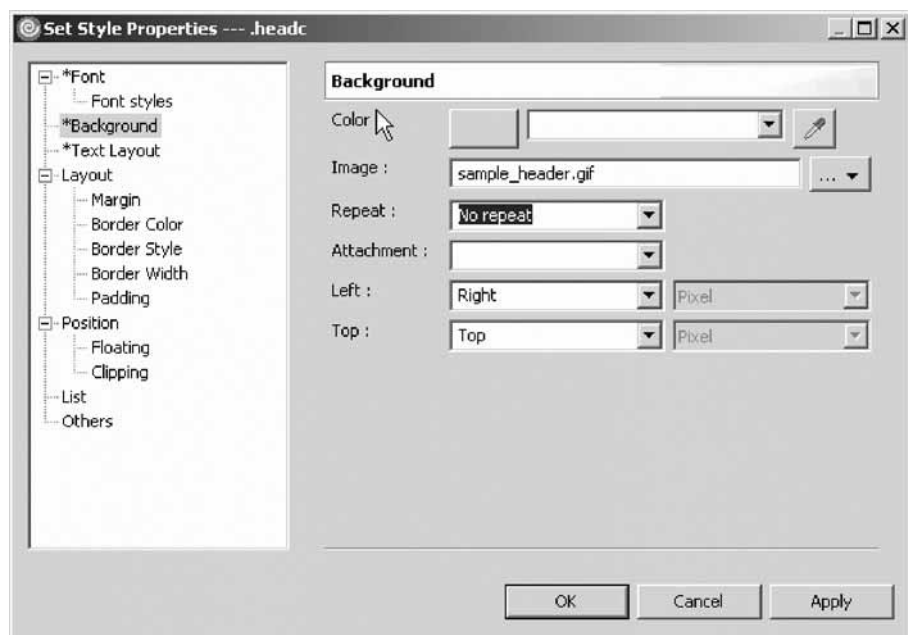 Set Style Properties --- .headc
*Font
Font styles
*Background
*Text Layout
Layout
Margin
Border Color
Border Style
Border Width
Padding
Position
Floating
Clipping
List
Others
Background
Color
Image : sample_header.gif ...
Repeat : No repeat
Attachment :
Left : Right Pixel
Top : Top Pixel
OK Cancel Apply